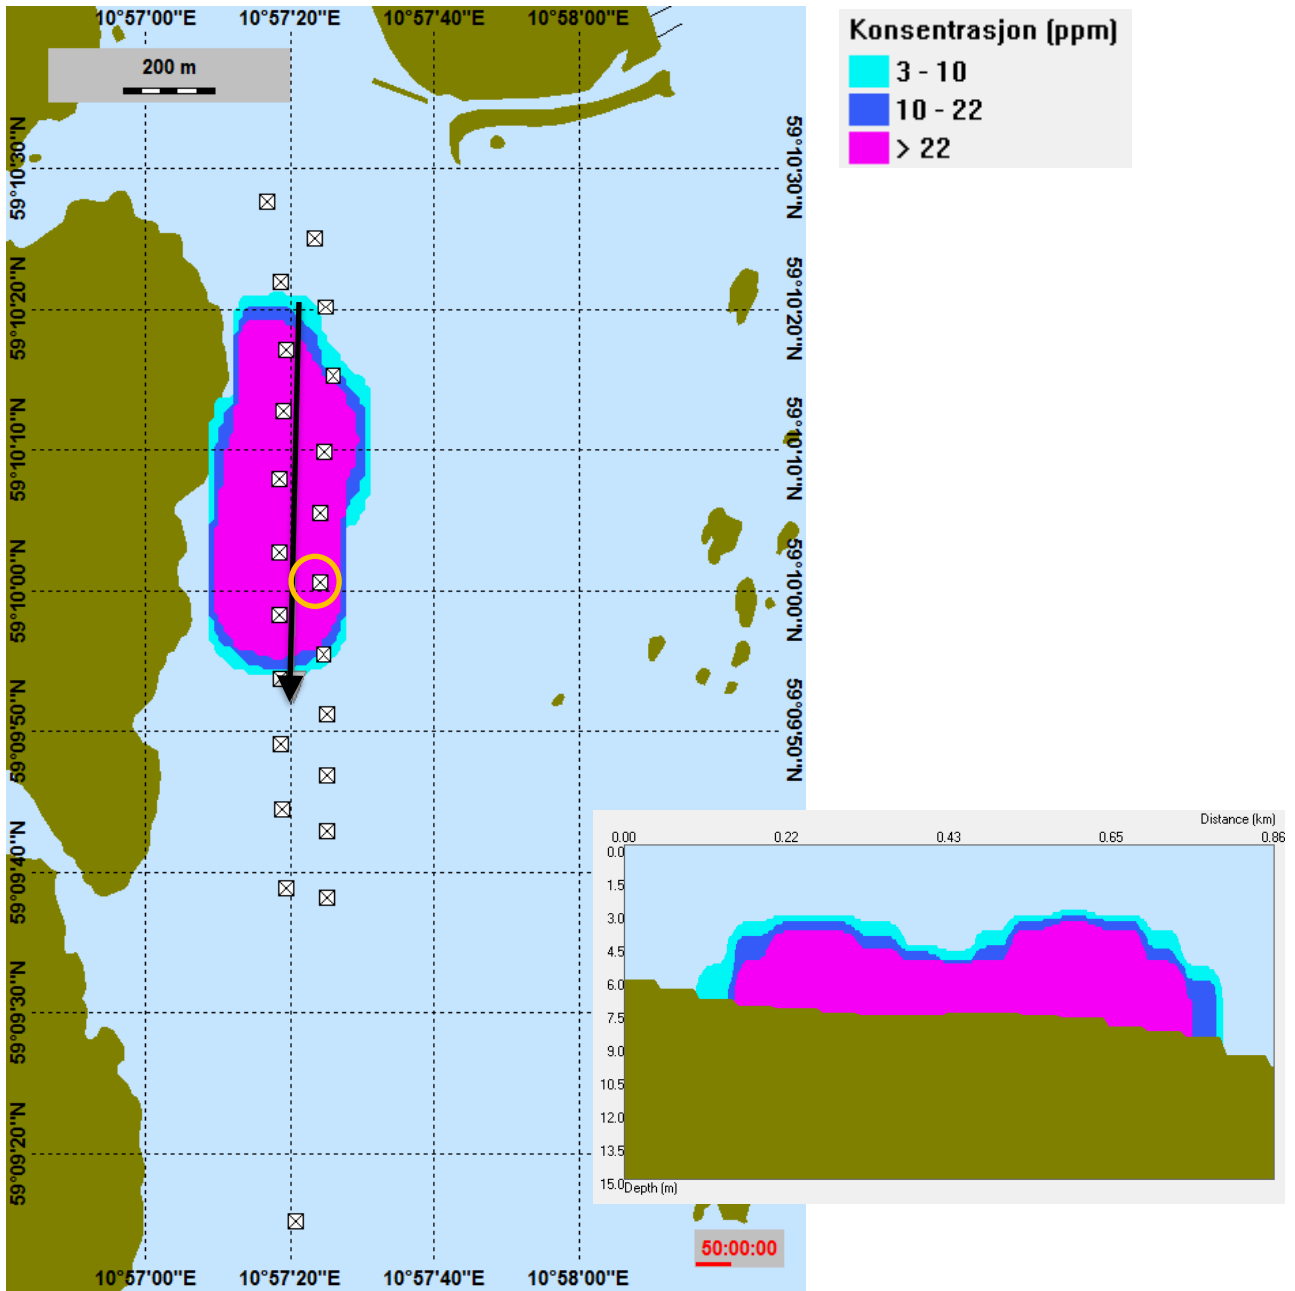 10°57'00"E 10°57'20"E 10°57'40"E 10°58'00"E
200 m
Konsentrasjon (ppm)
3 - 10
10 - 22
> 22
59°10'30"N 59°10'30"N
59°10'20"N 59°10'20"N
59°10'10"N 59°10'10"N
59°10'00"N 59°10'00"N
59°09'50"N 59°09'50"N
59°09'40"N
59°09'30"N
59°09'20"N
Distance (km)
0.00 0.22 0.43 0.65 0.86
0.0
1.5
3.0
4.5
6.0
7.5
9.0
10.5
12.0
13.5
15.0
Depth (m)
50:00:00
10°57'00"E 10°57'20"E 10°57'40"E 10°58'00"E